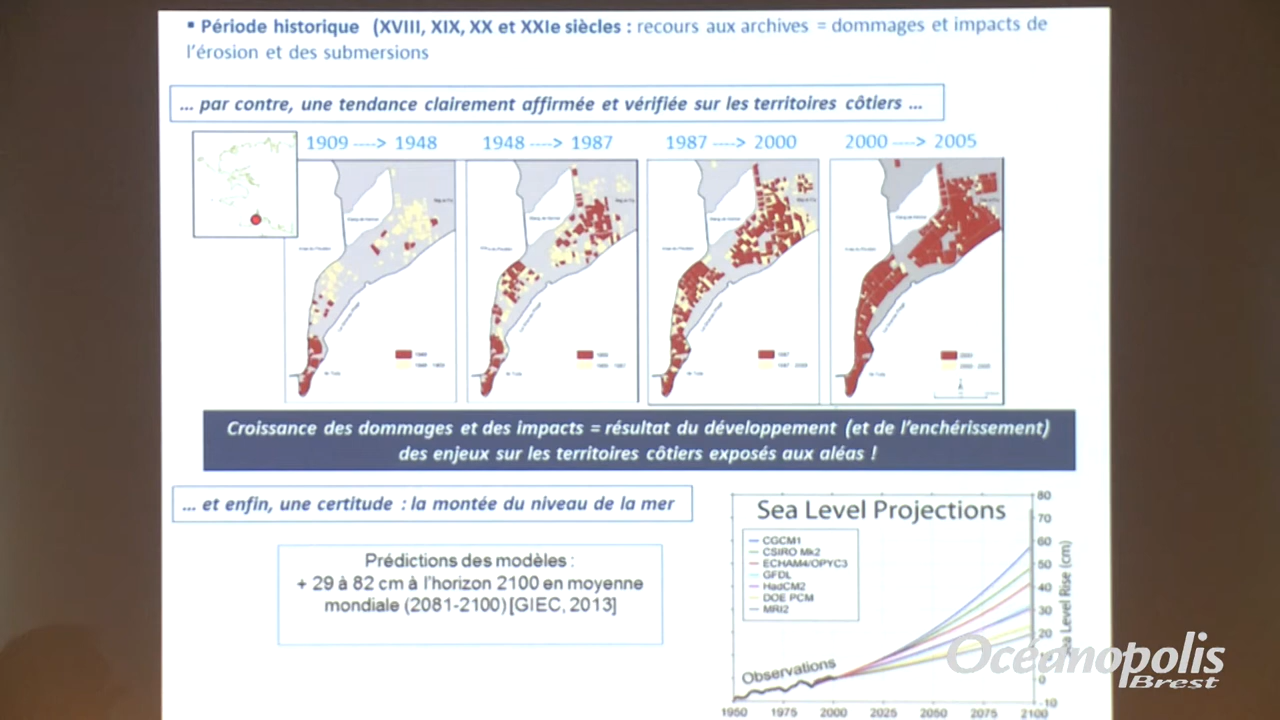 ▪ Période historique (XVIII, XIX, XX et XXIe siècles : recours aux archives = dommages et impacts de
l'érosion et des submersions
... par contre, une tendance clairement affirmée et vérifiée sur les territoires côtiers ...
1909 ----> 1948
1948 ----> 1987
1987 ----> 2000
2000 ----> 2005
Croissance des dommages et des impacts = résultat du développement (et de l'enchérissement)
des enjeux sur les territoires côtiers exposés aux aléas !
... et enfin, une certitude : la montée du niveau de la mer
Prédictions des modèles :
+ 29 à 82 cm à l'horizon 2100 en moyenne
mondiale (2081-2100) [GIEC, 2013]
Sea Level Projections
CGCM1
CSIRO Mk2
ECHAM4/OPYC3
GFDL
HadCM2
DOE PCM
MRI2
Observations
80
70
60
50
40
30
20
0
-10
Sea Level Rise (cm)
1950 1975 2000 2025 2050 2075 2100
Océanopolis
Brest